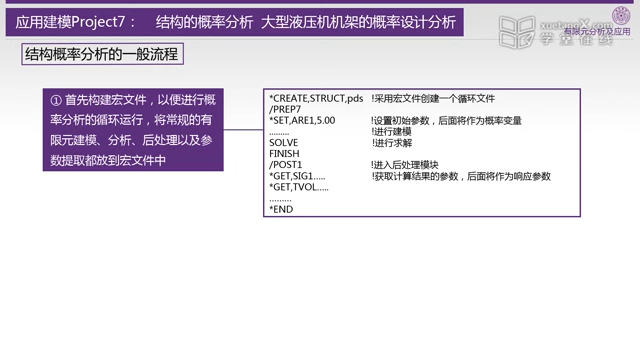 应用建模Project7： 结构的概率分析 大型液压机机架的概率设计分析
xuetangX.com
学堂在线
有限元分析及应用
结构概率分析的一般流程
① 首先构建宏文件，以便进行概
率分析的循环运行，将常规的有
限元建模、分析、后处理以及参
数提取都放到宏文件中
*CREATE,STRUCT,pds !采用宏文件创建一个循环文件
/PREP7
*SET,ARE1,5.00 !设置初始参数，后面将作为概率变量
......... !进行建模
SOLVE !进行求解
FINISH
/POST1 !进入后处理模块
*GET,SIG1..... !获取计算结果的参数，后面将作为响应参数
*GET,TVOL.....
.........
*END